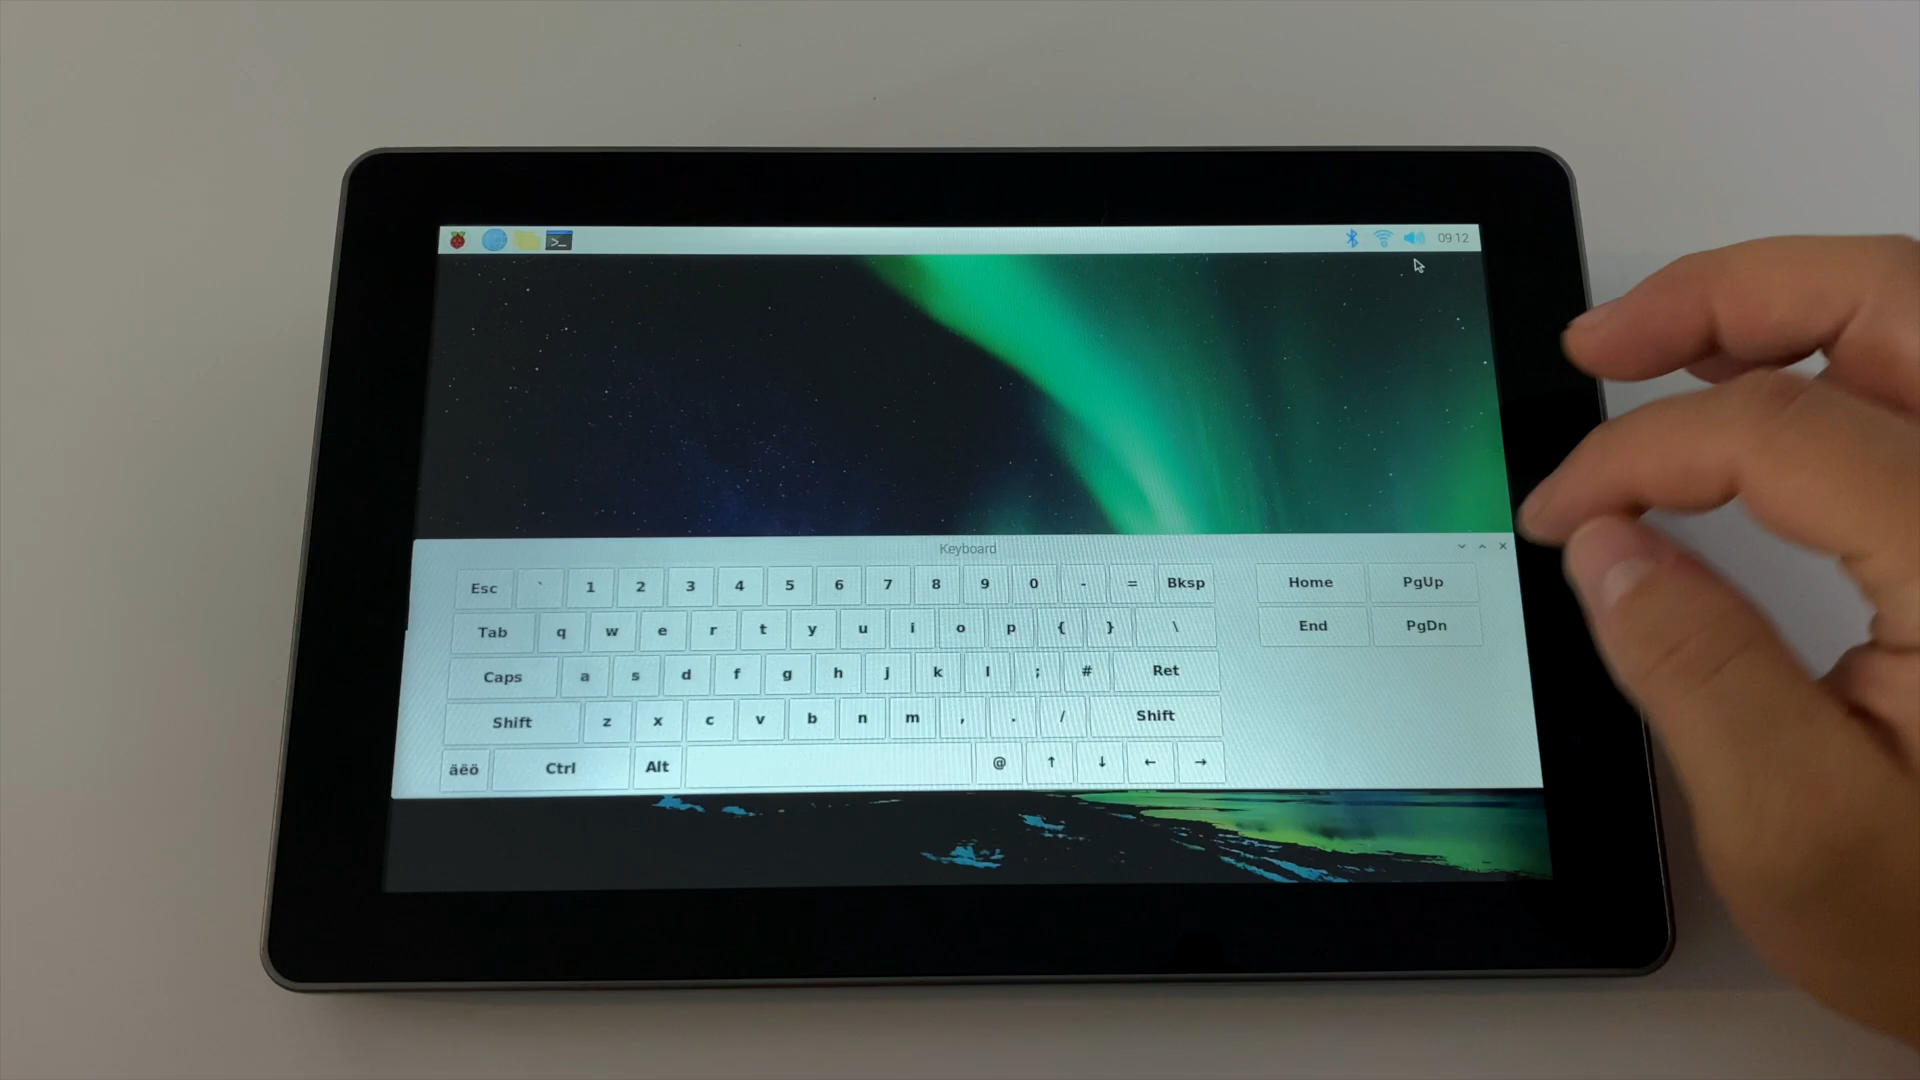 >_ 09:12
Keyboard
Esc ` 1 2 3 4 5 6 7 8 9 0 - = Bksp Home PgUp
Tab q w e r t y u i o p { } \ End PgDn
Caps a s d f g h j k l ; # Ret
Shift z x c v b n m , . / Shift
äëö Ctrl Alt @ ↑ ↓ ← →